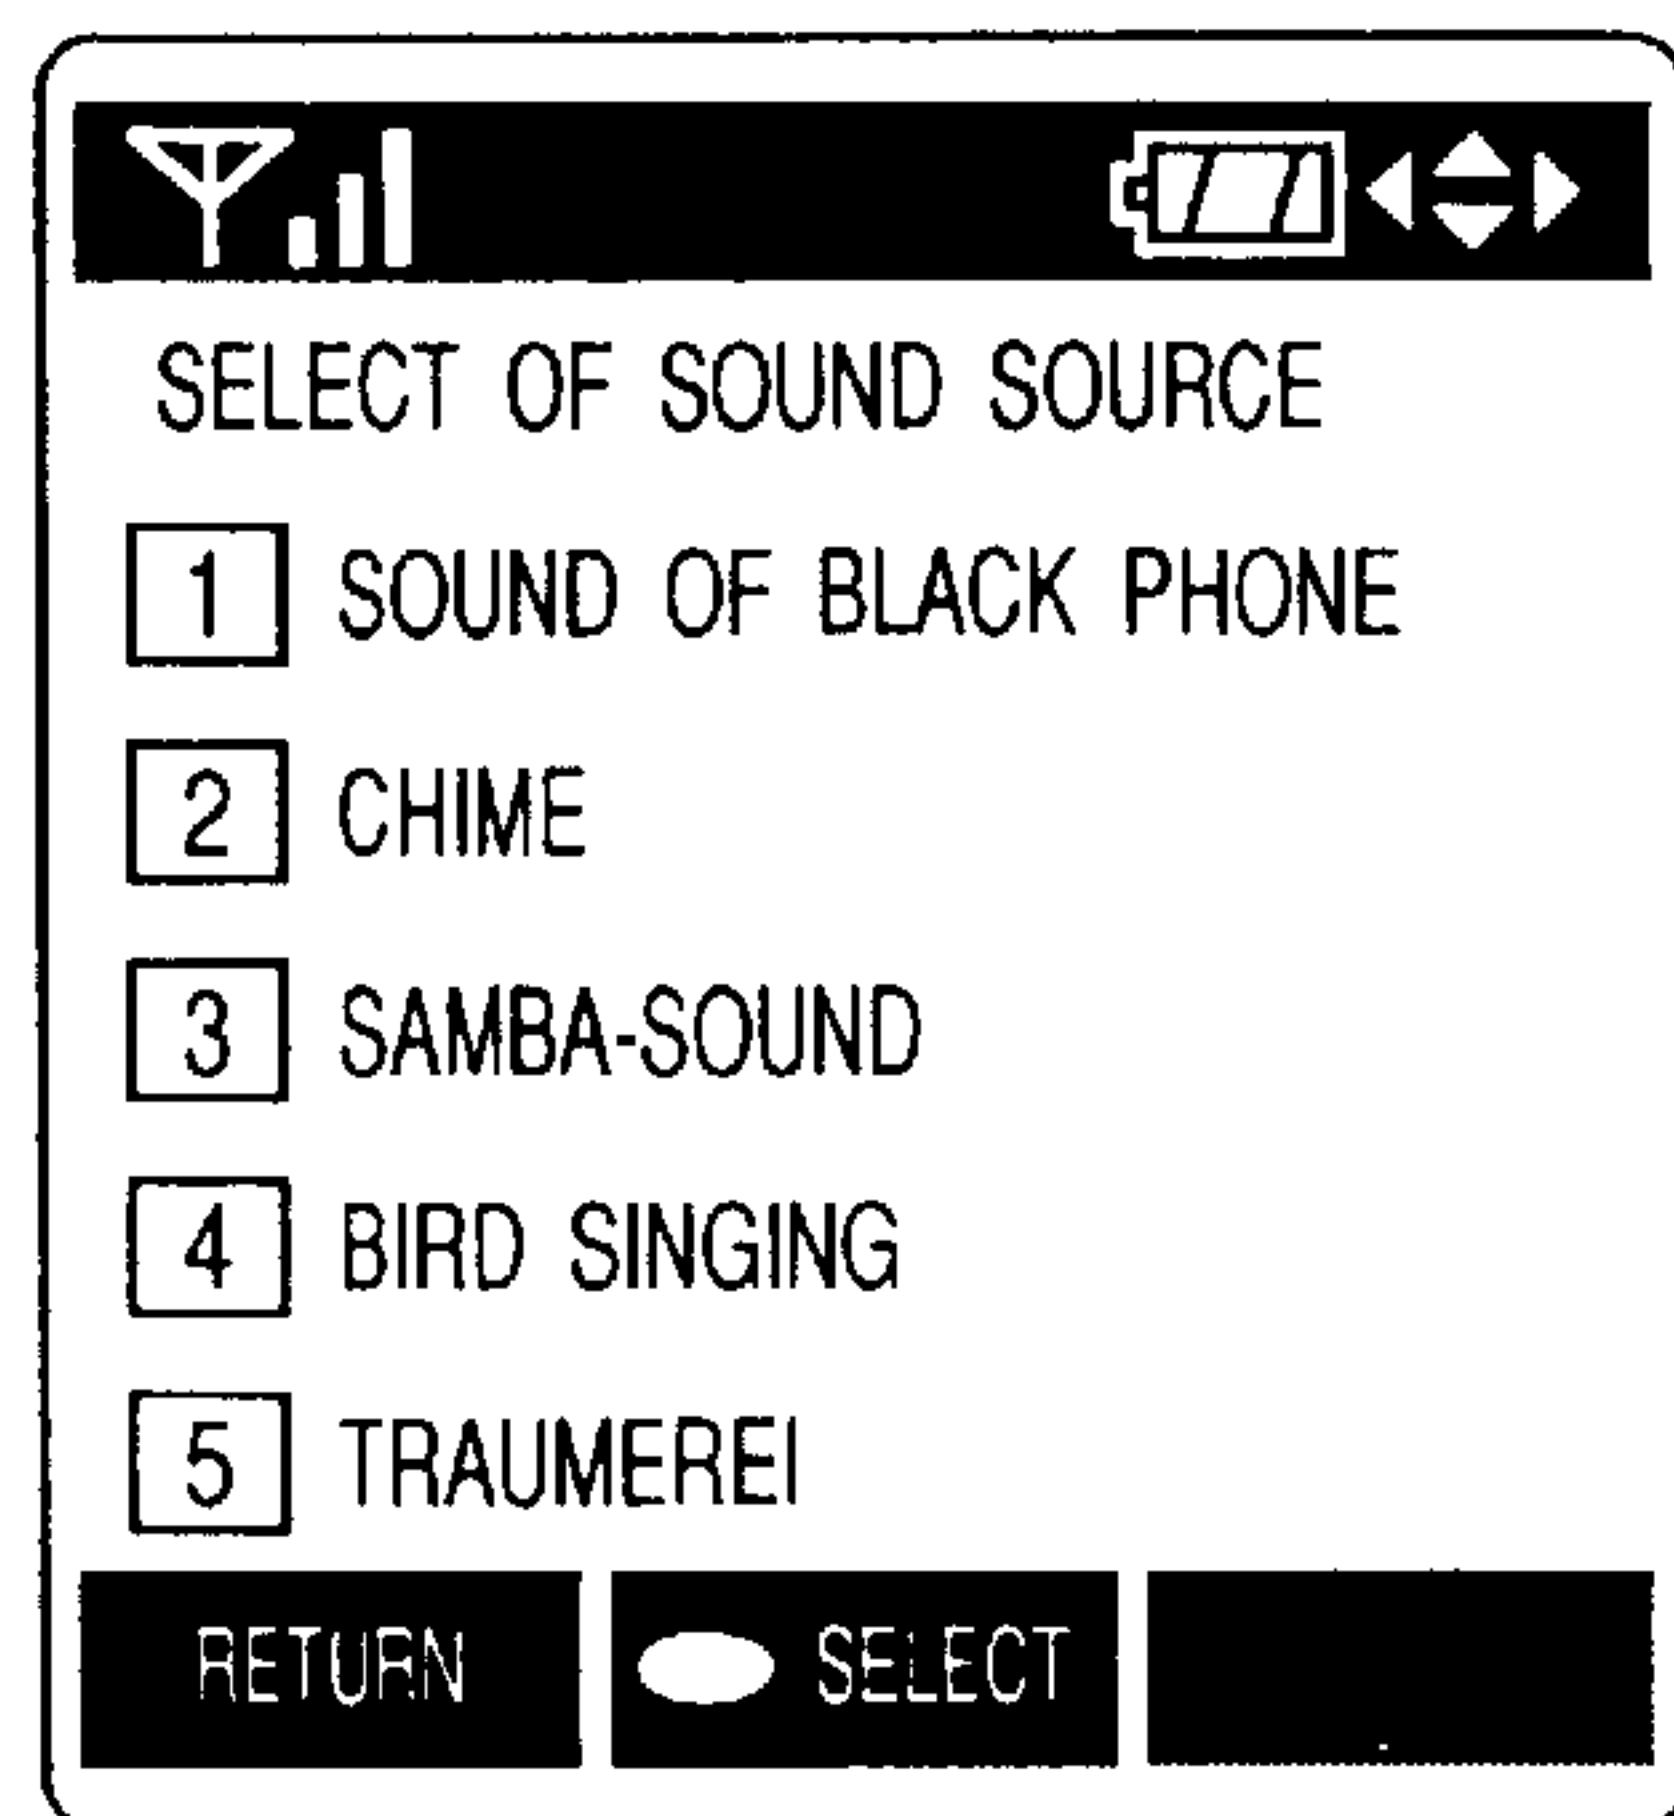 SELECT OF SOUND SOURCE
1 SOUND OF BLACK PHONE
2 CHIME
3 SAMBA-SOUND
4 BIRD SINGING
5 TRAUMEREI
RETURN SELECT